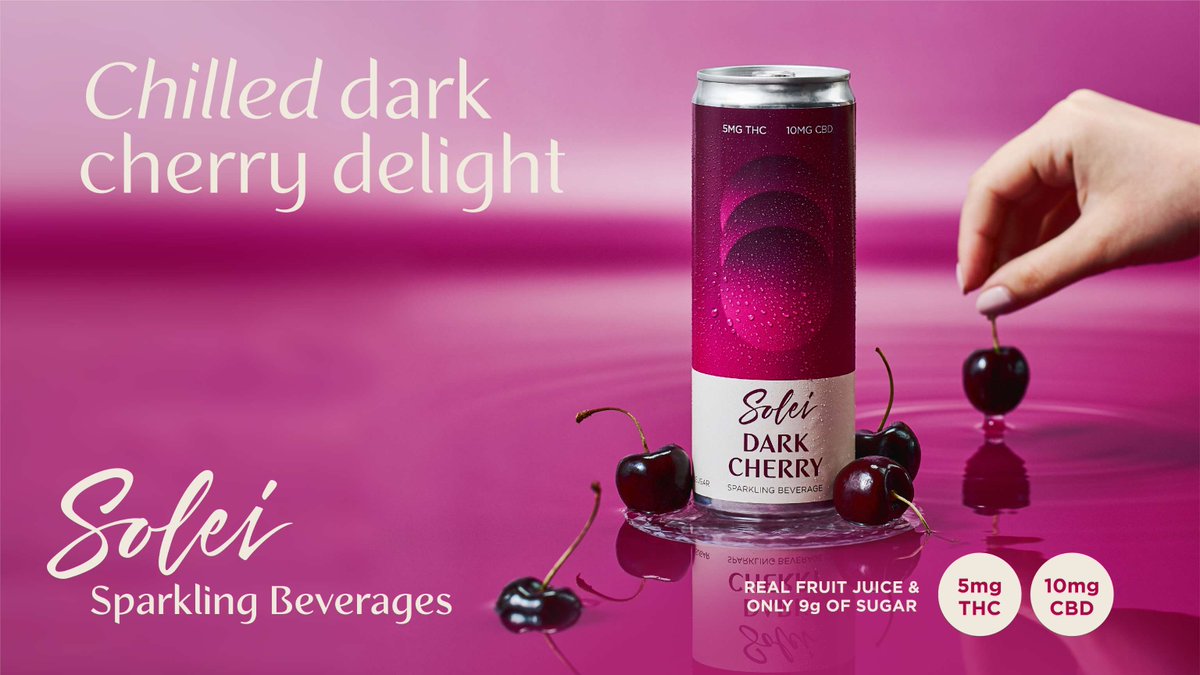 Chilled dark
cherry delight
5MG THC 10MG CBD
Solei
DARK
CHERRY
SUGAR
SPARKLING BEVERAGE
Solei
Sparkling Beverages
REAL FRUIT JUICE &
ONLY 9g OF SUGAR
5mg
THC
10mg
CBD